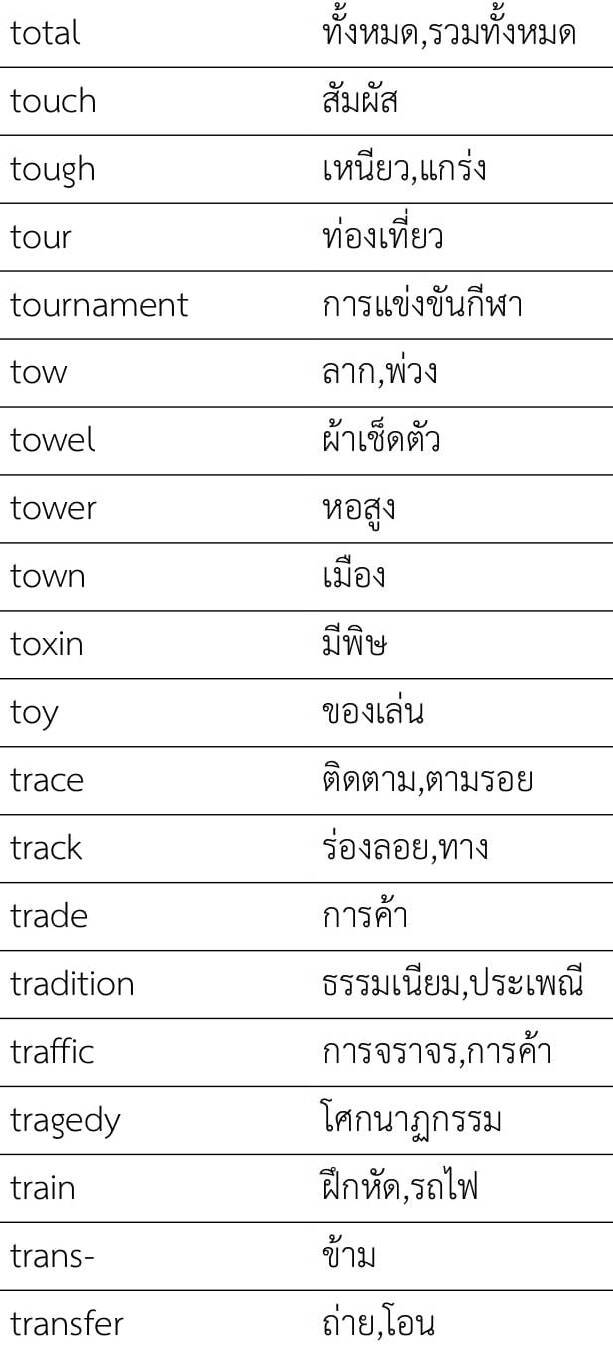 total ทั้งหมด,รวมทั้งหมด
touch สัมผัส
tough เหนียว,แกร่ง
tour ท่องเที่ยว
tournament การแข่งขันกีฬา
tow ลาก,พ่วง
towel ผ้าเช็ดตัว
tower หอสูง
town เมือง
toxin มีพิษ
toy ของเล่น
trace ติดตาม,ตามรอย
track ร่องลอย,ทาง
trade การค้า
tradition ธรรมเนียม,ประเพณี
traffic การจราจร,การค้า
tragedy โศกนาฏกรรม
train ฝึกหัด,รถไฟ
trans- ข้าม
transfer ถ่าย,โอน